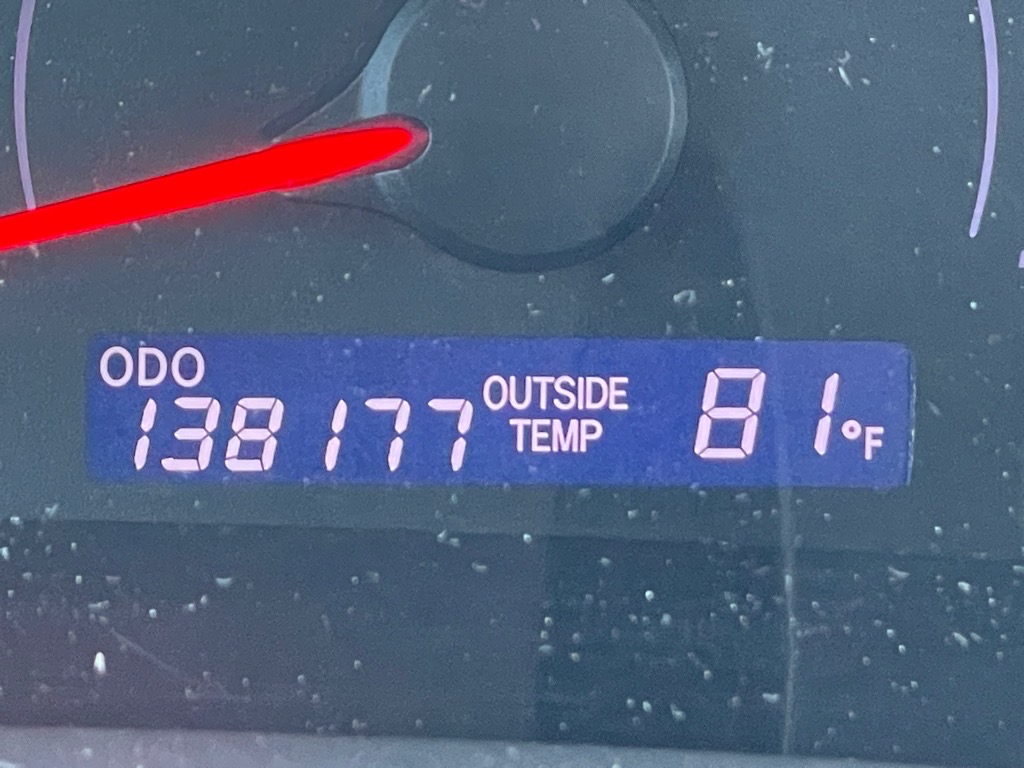 ODO
138177
OUTSIDE
TEMP
81°F